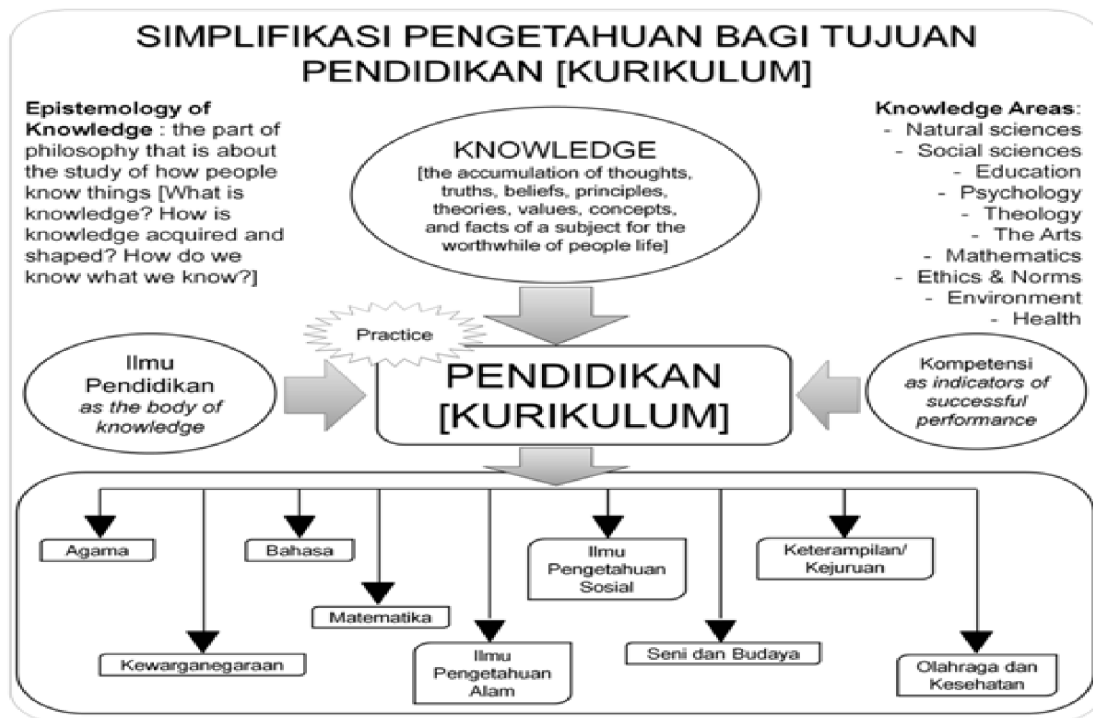 SIMPLIFIKASI PENGETAHUAN BAGI TUJUAN
PENDIDIKAN [KURIKULUM]
Epistemology of
Knowledge : the part of
philosophy that is about
the study of how people
know things [What is
knowledge? How is
knowledge acquired and
shaped? How do we
know what we know?]
KNOWLEDGE
[the accumulation of thoughts,
truths, beliefs, principles,
theories, values, concepts,
and facts of a subject for the
worthwhile of people life]
Knowledge Areas:
- Natural sciences
- Social sciences
- Education
- Psychology
- Theology
- The Arts
- Mathematics
- Ethics & Norms
- Environment
- Health
Practice
Ilmu
Pendidikan
as the body of
knowledge
PENDIDIKAN
[KURIKULUM]
Kompetensi
as indicators of
successful
performance
Agama
Bahasa
Ilmu
Pengetahuan
Sosial
Keterampilan/
Kejuruan
Matematika
Kewarganegaraan
Ilmu
Pengetahuan
Alam
Seni dan Budaya
Olahraga dan
Kesehatan